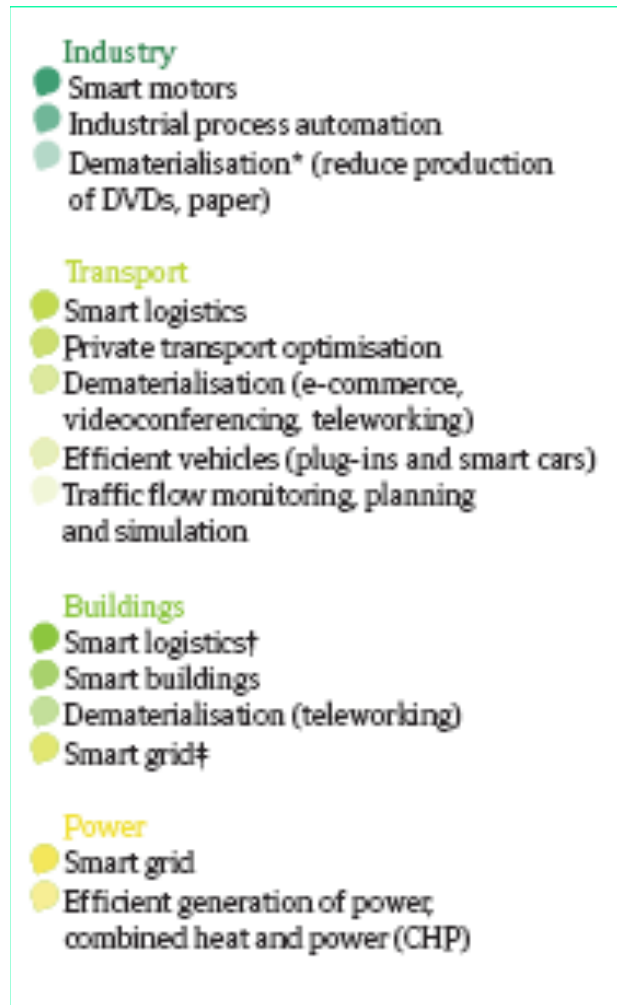 Industry
Smart motors
Industrial process automation
Dematerialisation* (reduce production
of DVDs, paper)
Transport
Smart logistics
Private transport optimisation
Dematerialisation (e-commerce,
videoconferencing, teleworking)
Efficient vehicles (plug-ins and smart cars)
Traffic flow monitoring, planning
and simulation
Buildings
Smart logistics†
Smart buildings
Dematerialisation (teleworking)
Smart grid‡
Power
Smart grid
Efficient generation of power,
combined heat and power (CHP)